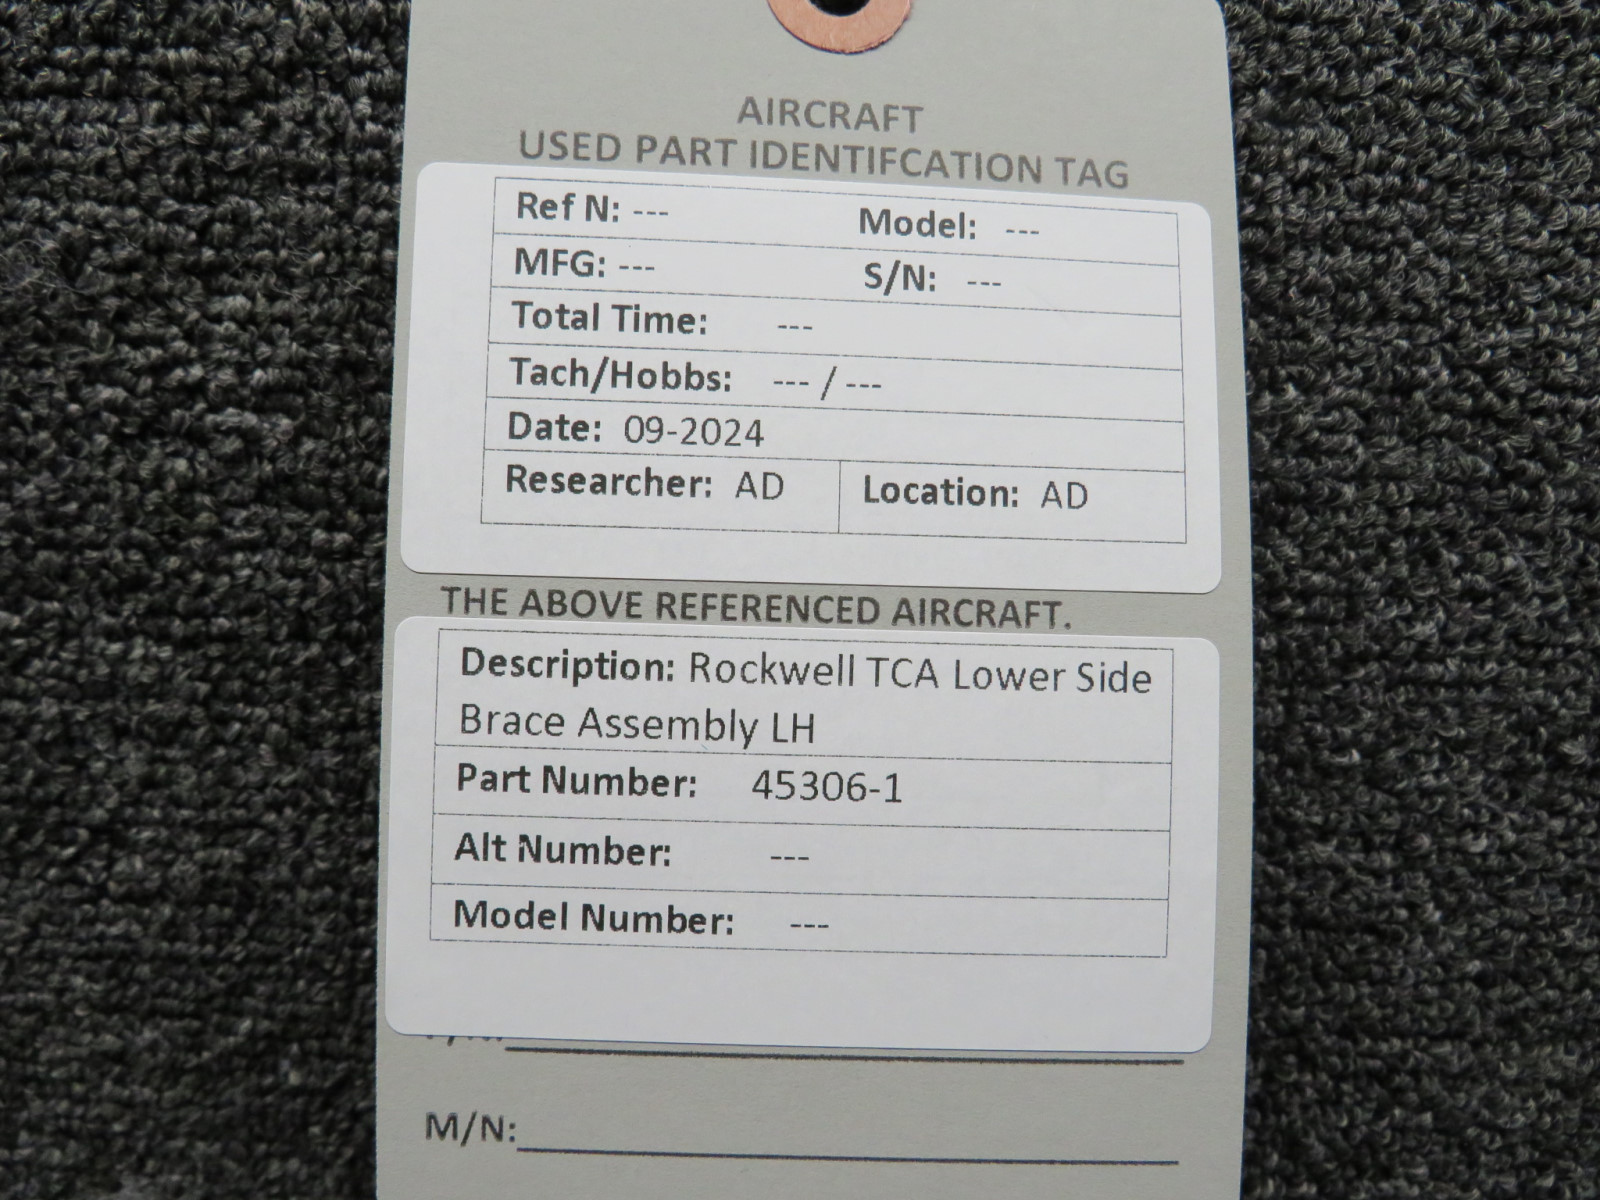 AIRCRAFT
USED PART IDENTIFCATION TAG
Ref N: --- Model: ---
MFG: --- S/N: ---
Total Time: ---
Tach/Hobbs: --- / ---
Date: 09-2024
Researcher: AD Location: AD
THE ABOVE REFERENCED AIRCRAFT.
Description: Rockwell TCA Lower Side
Brace Assembly LH
Part Number: 45306-1
Alt Number: ---
Model Number: ---
M/N: